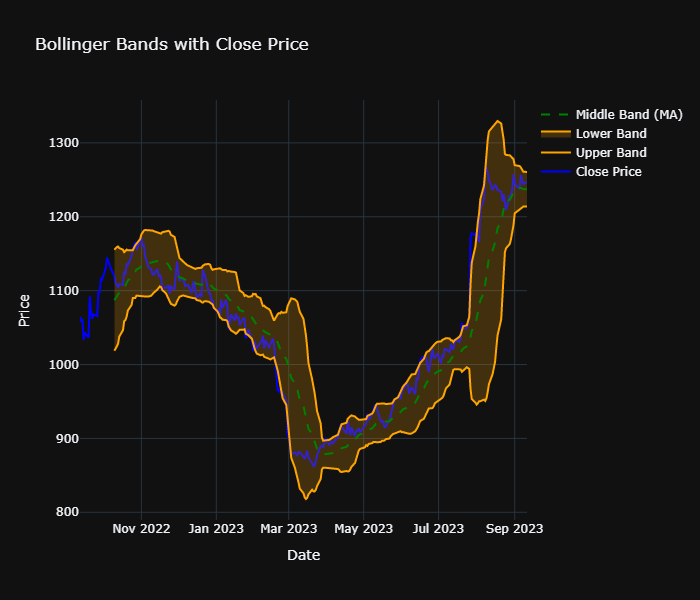 Bollinger Bands with Close Price
Middle Band (MA)
Lower Band
Upper Band
Close Price
1300
1200
1100
1000
900
800
Price
Nov 2022
Jan 2023
Mar 2023
May 2023
Jul 2023
Sep 2023
Date